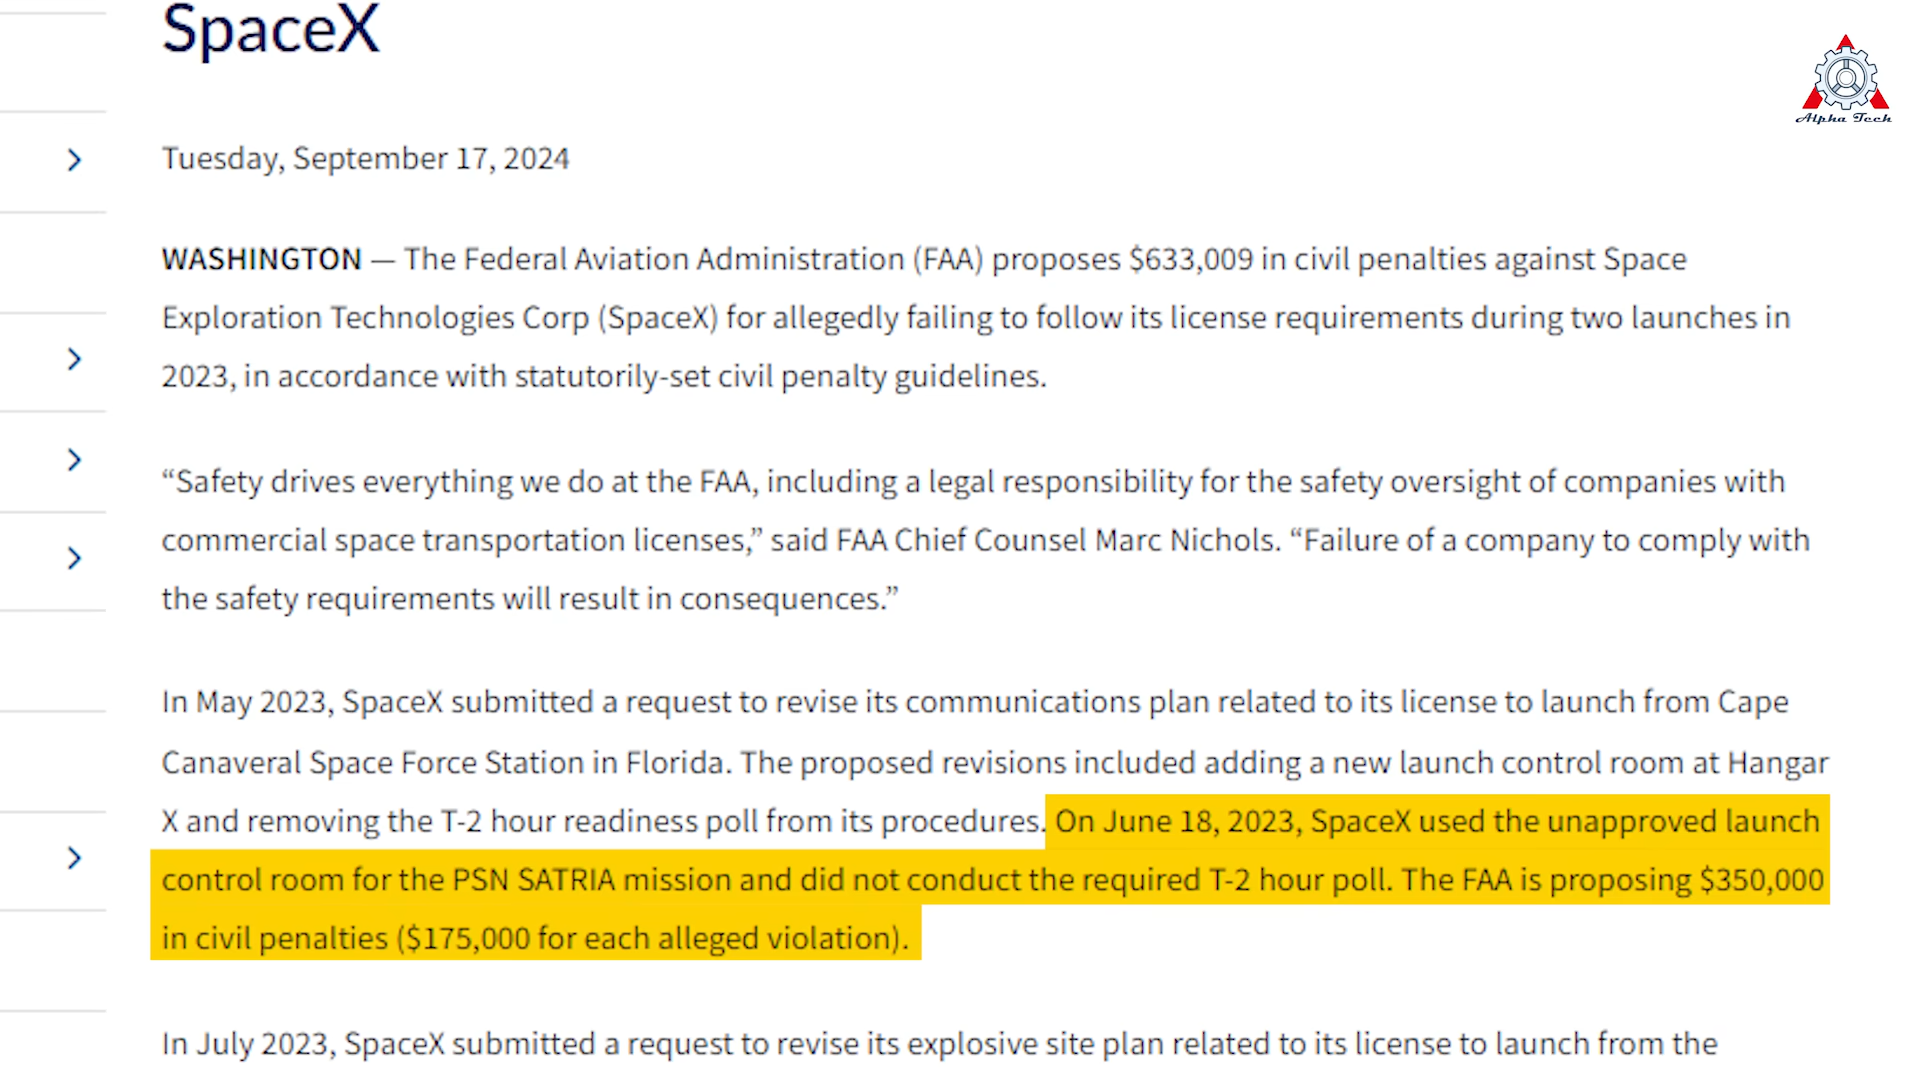 SpaceX
Alpha Tech
Tuesday, September 17, 2024
WASHINGTON — The Federal Aviation Administration (FAA) proposes $633,009 in civil penalties against Space
Exploration Technologies Corp (SpaceX) for allegedly failing to follow its license requirements during two launches in
2023, in accordance with statutorily-set civil penalty guidelines.
“Safety drives everything we do at the FAA, including a legal responsibility for the safety oversight of companies with
commercial space transportation licenses,” said FAA Chief Counsel Marc Nichols. “Failure of a company to comply with
the safety requirements will result in consequences.”
In May 2023, SpaceX submitted a request to revise its communications plan related to its license to launch from Cape
Canaveral Space Force Station in Florida. The proposed revisions included adding a new launch control room at Hangar
X and removing the T-2 hour readiness poll from its procedures. On June 18, 2023, SpaceX used the unapproved launch
control room for the PSN SATRIA mission and did not conduct the required T-2 hour poll. The FAA is proposing $350,000
in civil penalties ($175,000 for each alleged violation).
In July 2023, SpaceX submitted a request to revise its explosive site plan related to its license to launch from the